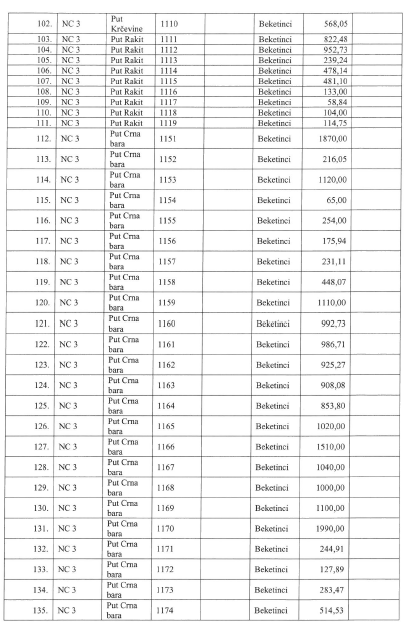 102. NC 3 Put Krčevine 1110 Beketinci 568,05
103. NC 3 Put Rakit 1111 Beketinci 822,48
104. NC 3 Put Rakit 1112 Beketinci 952,73
105. NC 3 Put Rakit 1113 Beketinci 239,24
106. NC 3 Put Rakit 1114 Beketinci 478,14
107. NC 3 Put Rakit 1115 Beketinci 481,10
108. NC 3 Put Rakit 1116 Beketinci 133,00
109. NC 3 Put Rakit 1117 Beketinci 58,84
110. NC 3 Put Rakit 1118 Beketinci 104,00
111. NC 3 Put Rakit 1119 Beketinci 114,75
112. NC 3 Put Crna bara 1151 Beketinci 1870,00
113. NC 3 Put Crna bara 1152 Beketinci 216,05
114. NC 3 Put Crna bara 1153 Beketinci 1120,00
115. NC 3 Put Crna bara 1154 Beketinci 65,00
116. NC 3 Put Crna bara 1155 Beketinci 254,00
117. NC 3 Put Crna bara 1156 Beketinci 175,94
118. NC 3 Put Crna bara 1157 Beketinci 231,11
119. NC 3 Put Crna bara 1158 Beketinci 448,07
120. NC 3 Put Crna bara 1159 Beketinci 1110,00
121. NC 3 Put Crna bara 1160 Beketinci 992,73
122. NC 3 Put Crna bara 1161 Beketinci 986,71
123. NC 3 Put Crna bara 1162 Beketinci 925,27
124. NC 3 Put Crna bara 1163 Beketinci 908,08
125. NC 3 Put Crna bara 1164 Beketinci 853,80
126. NC 3 Put Crna bara 1165 Beketinci 1020,00
127. NC 3 Put Crna bara 1166 Beketinci 1510,00
128. NC 3 Put Crna bara 1167 Beketinci 1040,00
129. NC 3 Put Crna bara 1168 Beketinci 1000,00
130. NC 3 Put Crna bara 1169 Beketinci 1100,00
131. NC 3 Put Crna bara 1170 Beketinci 1990,00
132. NC 3 Put Crna bara 1171 Beketinci 244,91
133. NC 3 Put Crna bara 1172 Beketinci 127,89
134. NC 3 Put Crna bara 1173 Beketinci 283,47
135. NC 3 Put Crna bara 1174 Beketinci 514,53